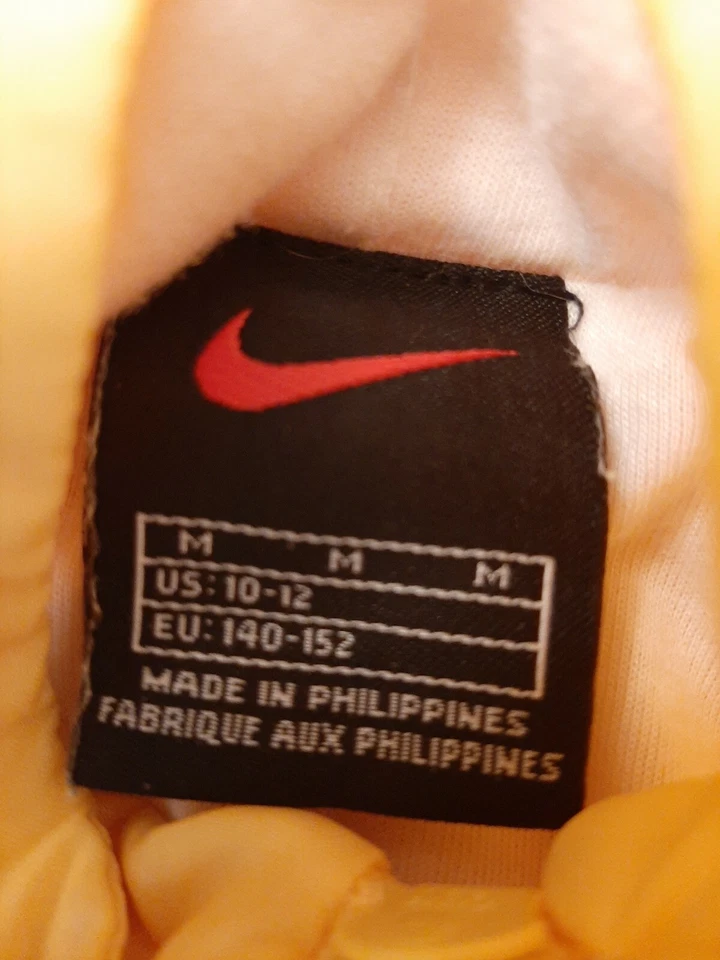 M M M
US: 10-12
EU: 140-152
MADE IN PHILIPPINES
FABRIQUE AUX PHILIPPINES